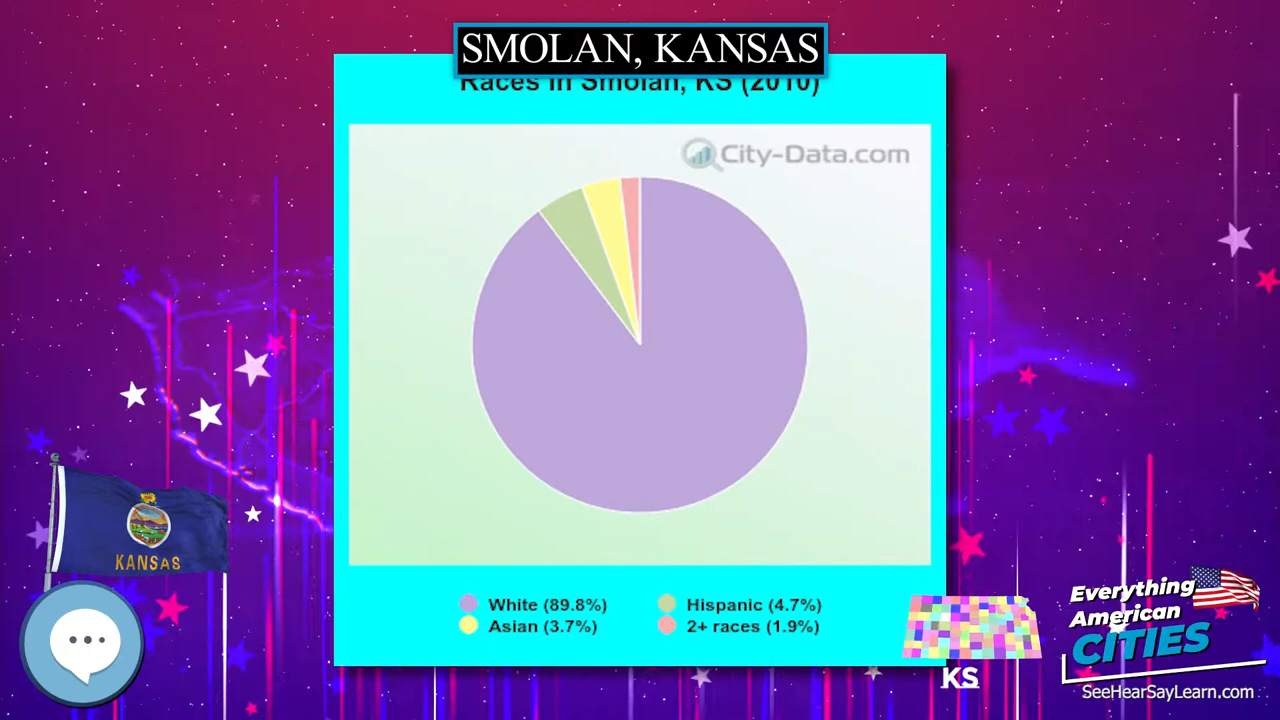 SMOLAN, KANSAS
Races in Smolan, KS (2010)
City-Data.com
White (89.8%)
Hispanic (4.7%)
Asian (3.7%)
2+ races (1.9%)
KANSAS
KS
Everything
American
CITIES
SeeHearSayLearn.com